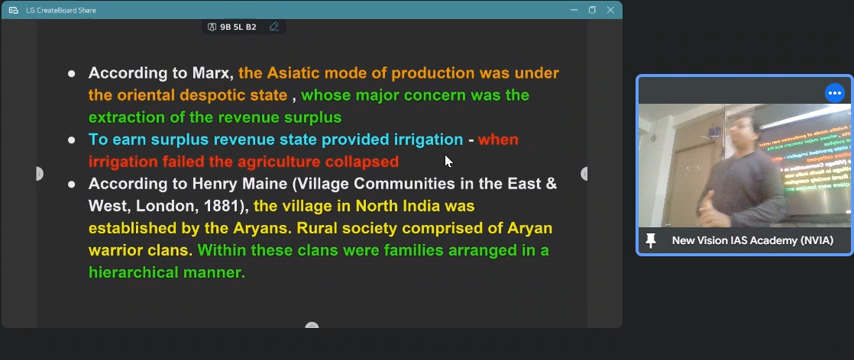 LG CreateBoard Share
9B 5L B2
According to Marx, the Asiatic mode of production was under
the oriental despotic state , whose major concern was the
extraction of the revenue surplus
To earn surplus revenue state provided irrigation - when
irrigation failed the agriculture collapsed
According to Henry Maine (Village Communities in the East &
West, London, 1881), the village in North India was
established by the Aryans. Rural society comprised of Aryan
warrior clans. Within these clans were families arranged in a
hierarchical manner.
New Vision IAS Academy (NVIA)